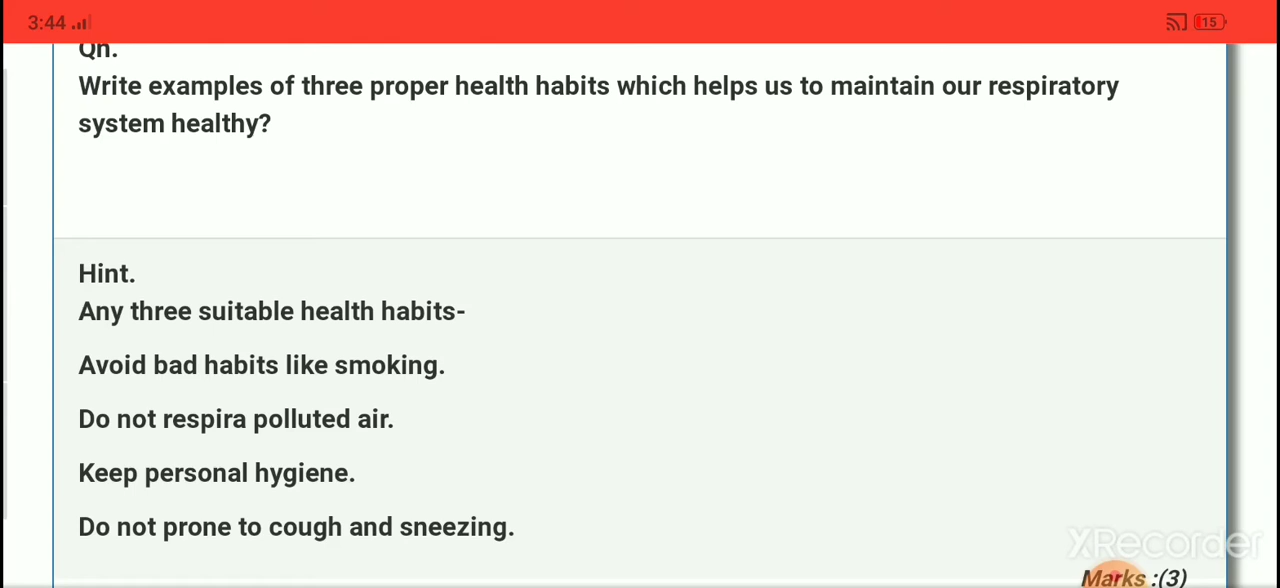 3:44
15
Qn.
Write examples of three proper health habits which helps us to maintain our respiratory
system healthy?
Hint.
Any three suitable health habits-
Avoid bad habits like smoking.
Do not respira polluted air.
Keep personal hygiene.
Do not prone to cough and sneezing.
XRecorder
Marks :(3)